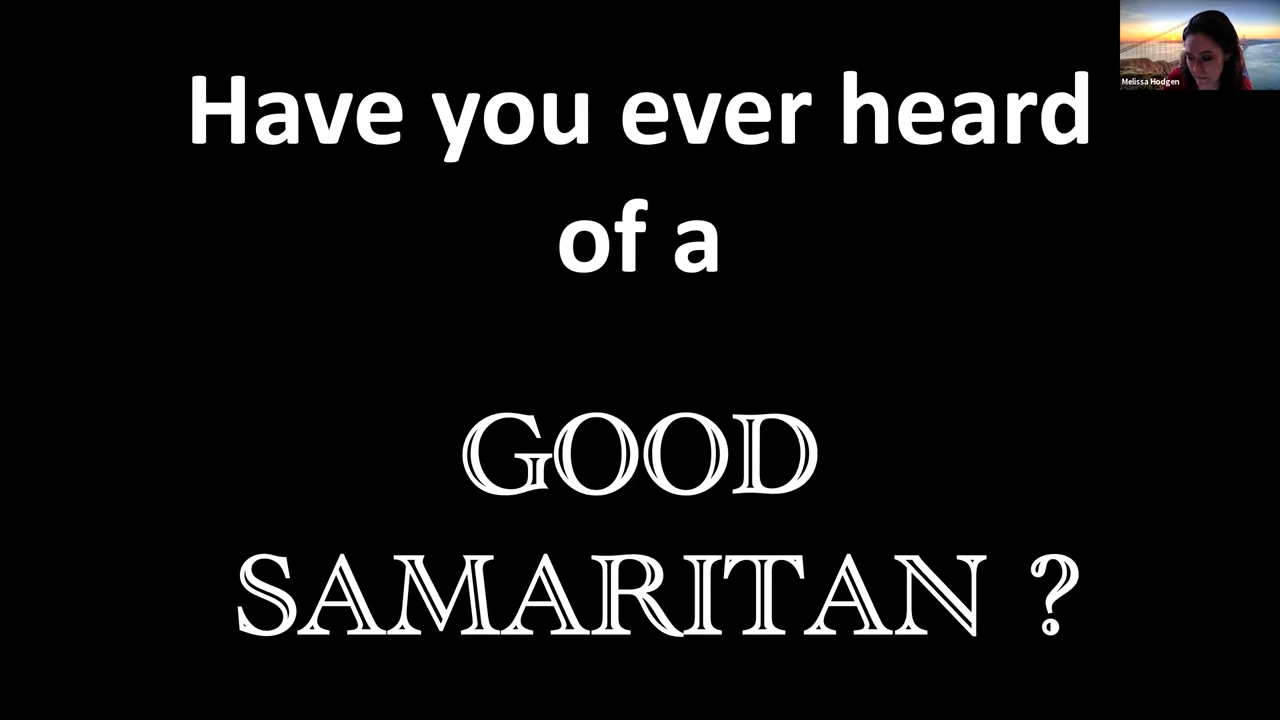 Melissa Hodgen
Have you ever heard
of a
GOOD
SAMARITAN ?